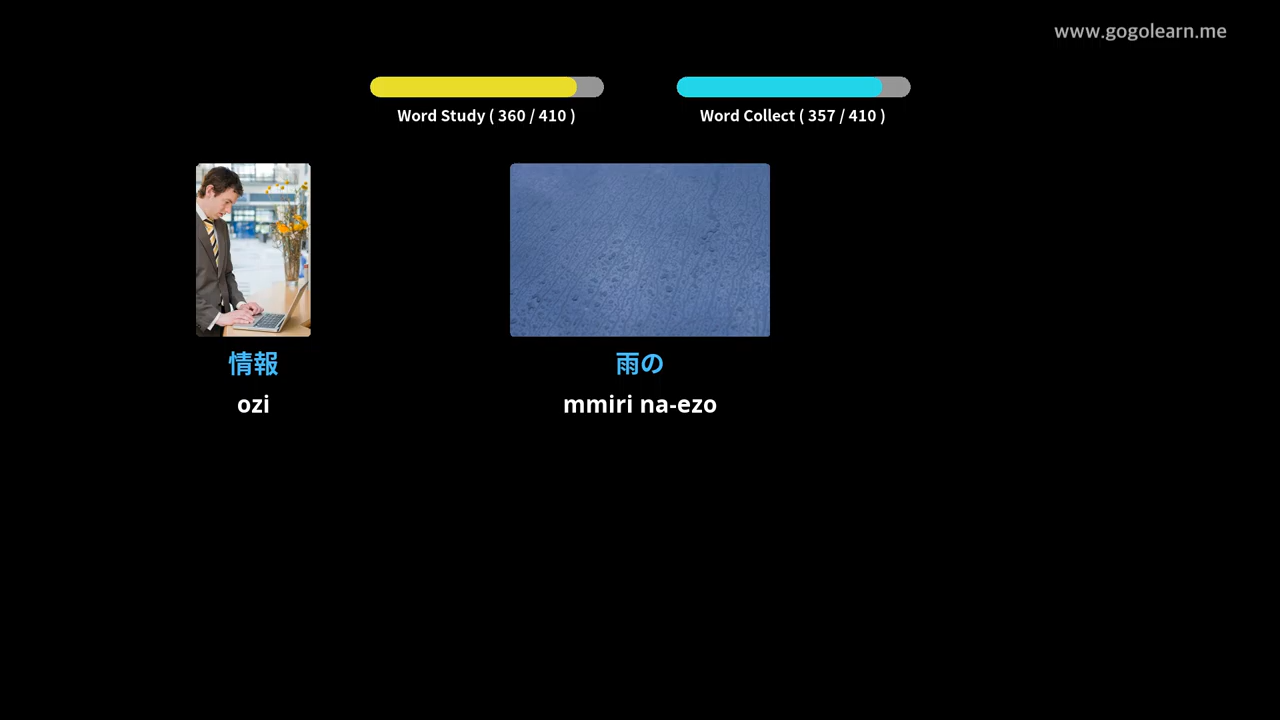 www.gogolearn.me
Word Study ( 360 / 410 )
Word Collect ( 357 / 410 )
情報
ozi
雨の
mmiri na-ezo